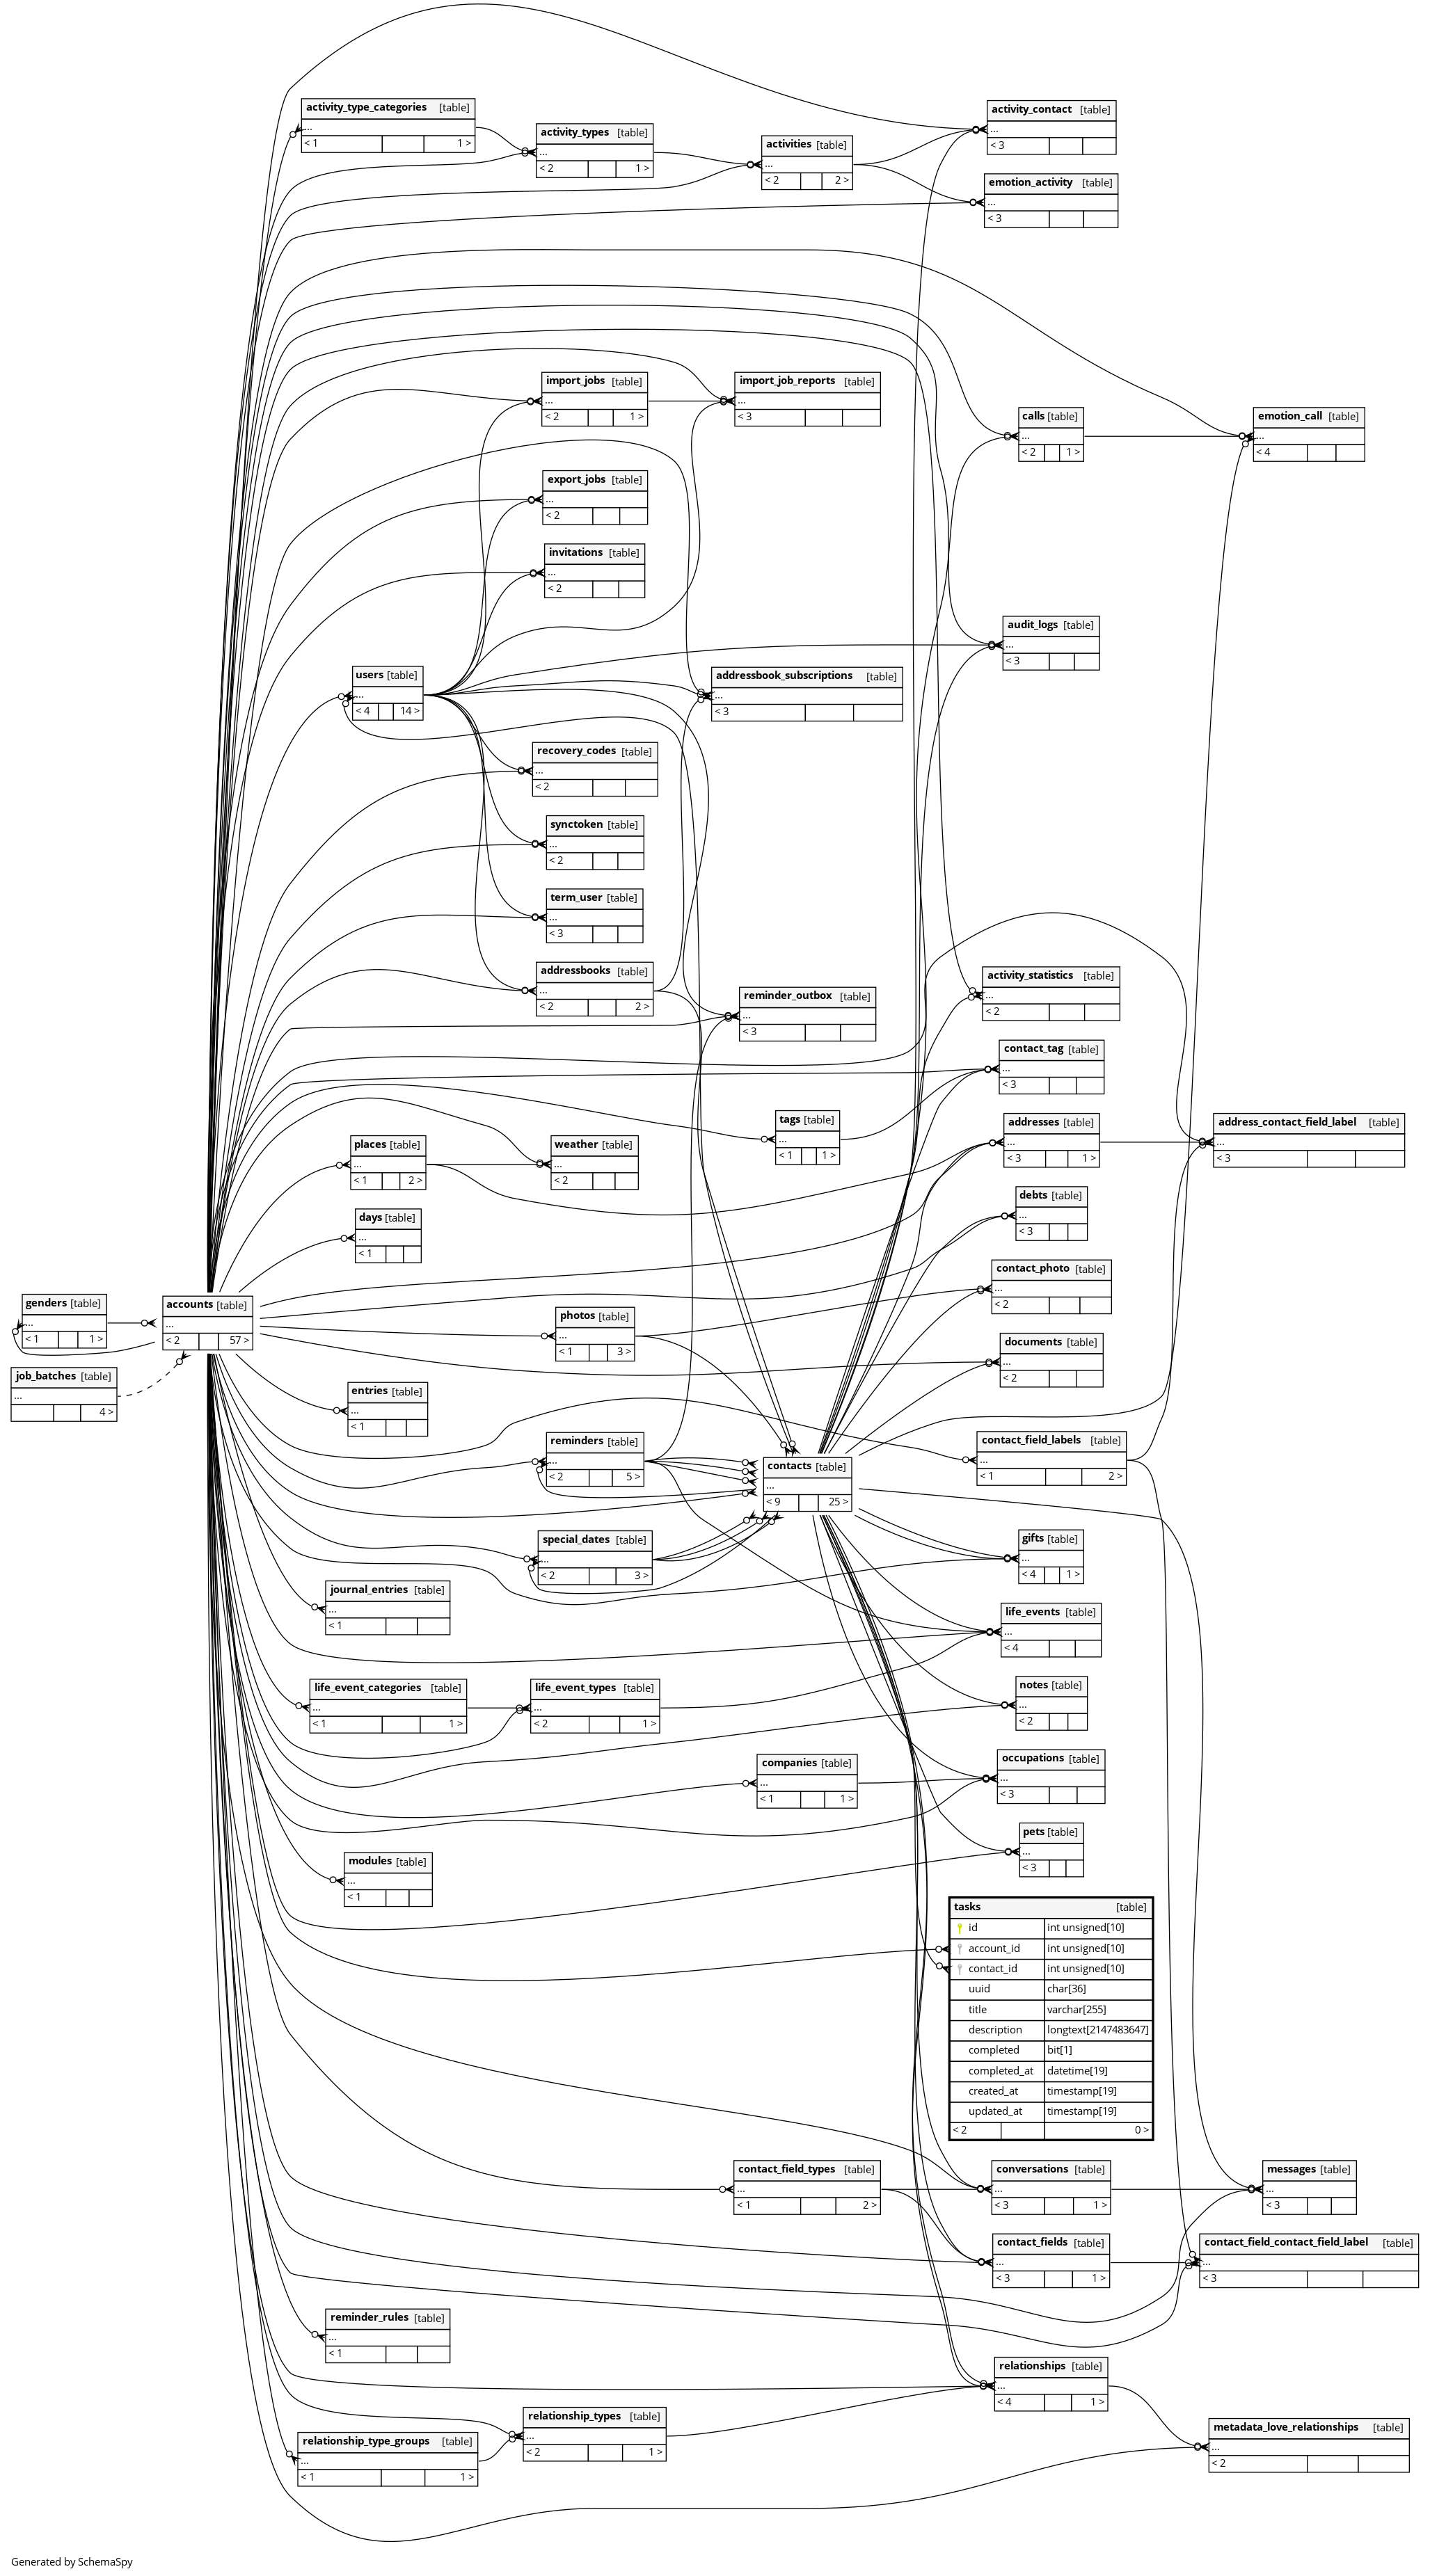 activity_type_categories [table]
...
< 1 1 >
activity_contact [table]
...
< 3
activity_types [table]
...
< 2 1 >
activities [table]
...
< 2 2 >
emotion_activity [table]
...
< 3
import_jobs [table]
...
< 2 1 >
import_job_reports [table]
...
< 3
calls [table]
...
< 2 1 >
emotion_call [table]
...
< 4
export_jobs [table]
...
< 2
invitations [table]
...
< 2
audit_logs [table]
...
< 3
users [table]
...
< 4 14 >
addressbook_subscriptions [table]
...
< 3
recovery_codes [table]
...
< 2
synctoken [table]
...
< 2
term_user [table]
...
< 3
addressbooks [table]
...
< 2 2 >
activity_statistics [table]
...
< 2
reminder_outbox [table]
...
< 3
contact_tag [table]
...
< 3
tags [table]
...
< 1 1 >
addresses [table]
...
< 3 1 >
address_contact_field_label [table]
...
< 3
places [table]
...
< 1 2 >
weather [table]
...
< 2
debts [table]
...
< 3
days [table]
...
< 1
contact_photo [table]
...
< 2
genders [table]
...
< 1 1 >
accounts [table]
...
< 2 57 >
photos [table]
...
< 1 3 >
documents [table]
...
< 2
job_batches [table]
...
4 >
entries [table]
...
< 1
reminders [table]
...
< 2 5 >
contact_field_labels [table]
...
< 1 2 >
contacts [table]
...
< 9 25 >
special_dates [table]
...
< 2 3 >
gifts [table]
...
< 4 1 >
journal_entries [table]
...
< 1
life_events [table]
...
< 4
life_event_categories [table]
...
< 1 1 >
life_event_types [table]
...
< 2 1 >
notes [table]
...
< 2
companies [table]
...
< 1 1 >
occupations [table]
...
< 3
pets [table]
...
< 3
modules [table]
...
< 1
tasks [table]
id int unsigned[10]
account_id int unsigned[10]
contact_id int unsigned[10]
uuid char[36]
title varchar[255]
description longtext[2147483647]
completed bit[1]
completed_at datetime[19]
created_at timestamp[19]
updated_at timestamp[19]
< 2 0 >
contact_field_types [table]
...
< 1 2 >
conversations [table]
...
< 3 1 >
messages [table]
...
< 3
contact_fields [table]
...
< 3 1 >
contact_field_contact_field_label [table]
...
< 3
reminder_rules [table]
...
< 1
relationships [table]
...
< 4 1 >
relationship_types [table]
...
< 2 1 >
relationship_type_groups [table]
...
< 1 1 >
metadata_love_relationships [table]
...
< 2
Generated by SchemaSpy